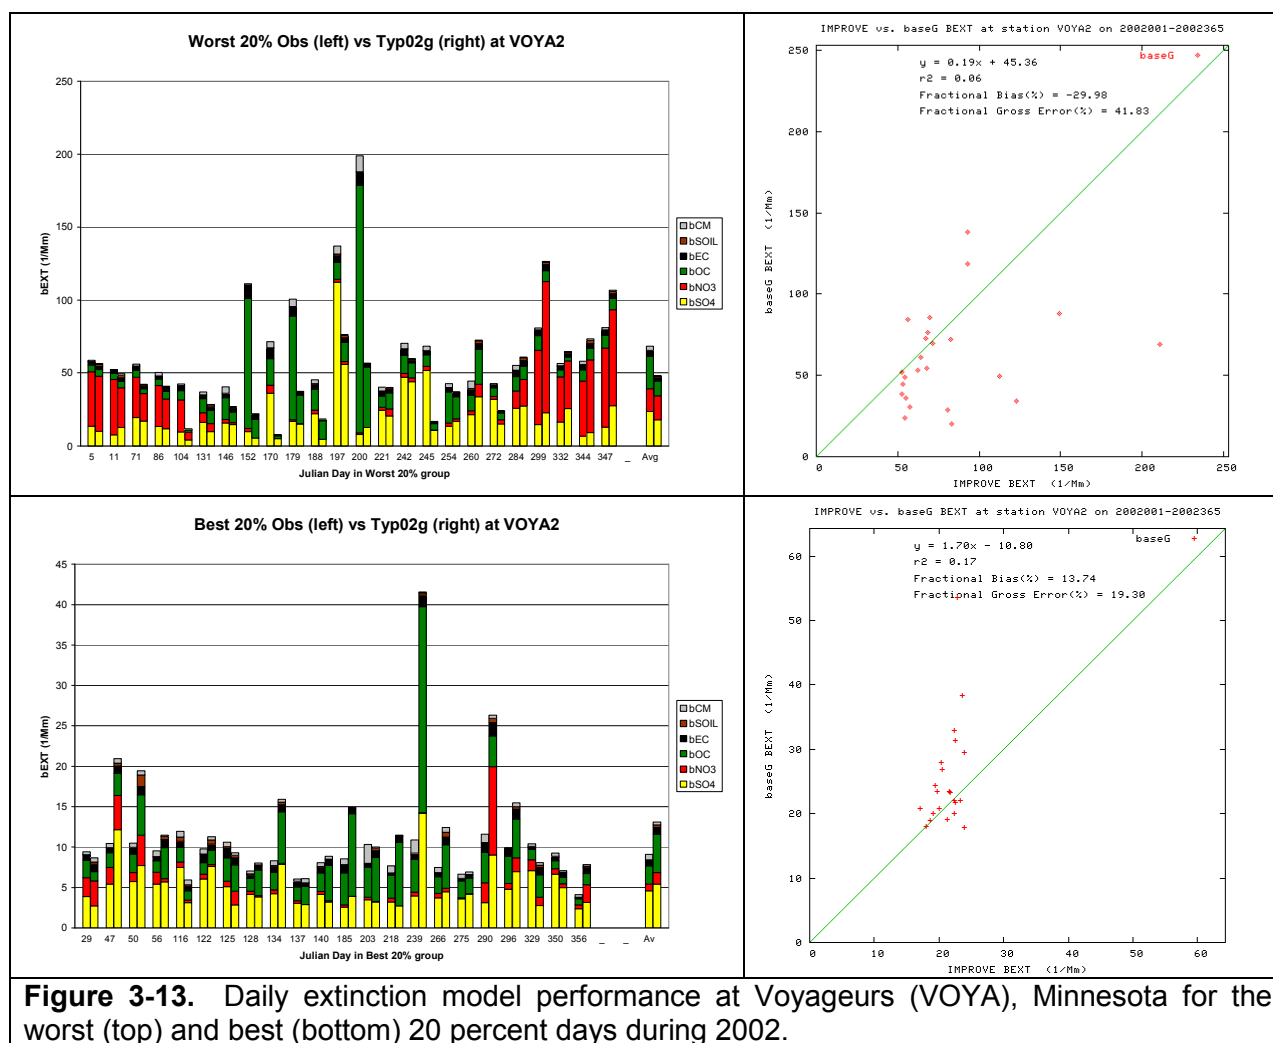 Worst 20% Obs (left) vs Typ02g (right) at VOYA2
250
200
150
100
50
0
bEXT (1/Mm)
bCM
bSOIL
bEC
bOC
bNO3
bSO4
5 11 71 86 104 131 146 152 170 179 188 197 200 221 242 245 254 260 272 284 299 332 344 347 _ Avg
Julian Day in Worst 20% group
IMPROVE vs. baseG BEXT at station VOYA2 on 2002001-2002365
baseG
y = 0.19x + 45.36
r2 = 0.06
Fractional Bias(%) = -29.98
Fractional Gross Error(%) = 41.83
250
200
150
100
50
0
baseG BEXT (1/Mm)
0 50 100 150 200 250
IMPROVE BEXT (1/Mm)
Best 20% Obs (left) vs Typ02g (right) at VOYA2
45
40
35
30
25
20
15
10
5
0
bEXT (1/Mm)
bCM
bSOIL
bEC
bOC
bNO3
bSO4
29 47 50 56 116 122 125 128 134 137 140 185 203 218 239 266 275 290 296 329 350 356 _ _ Av
Julian Day in Best 20% group
IMPROVE vs. baseG BEXT at station VOYA2 on 2002001-2002365
baseG
y = 1.70x - 10.80
r2 = 0.17
Fractional Bias(%) = 13.74
Fractional Gross Error(%) = 19.30
60
50
40
30
20
10
0
baseG BEXT (1/Mm)
0 10 20 30 40 50 60
IMPROVE BEXT (1/Mm)
Figure 3-13. Daily extinction model performance at Voyageurs (VOYA), Minnesota for the
worst (top) and best (bottom) 20 percent days during 2002.